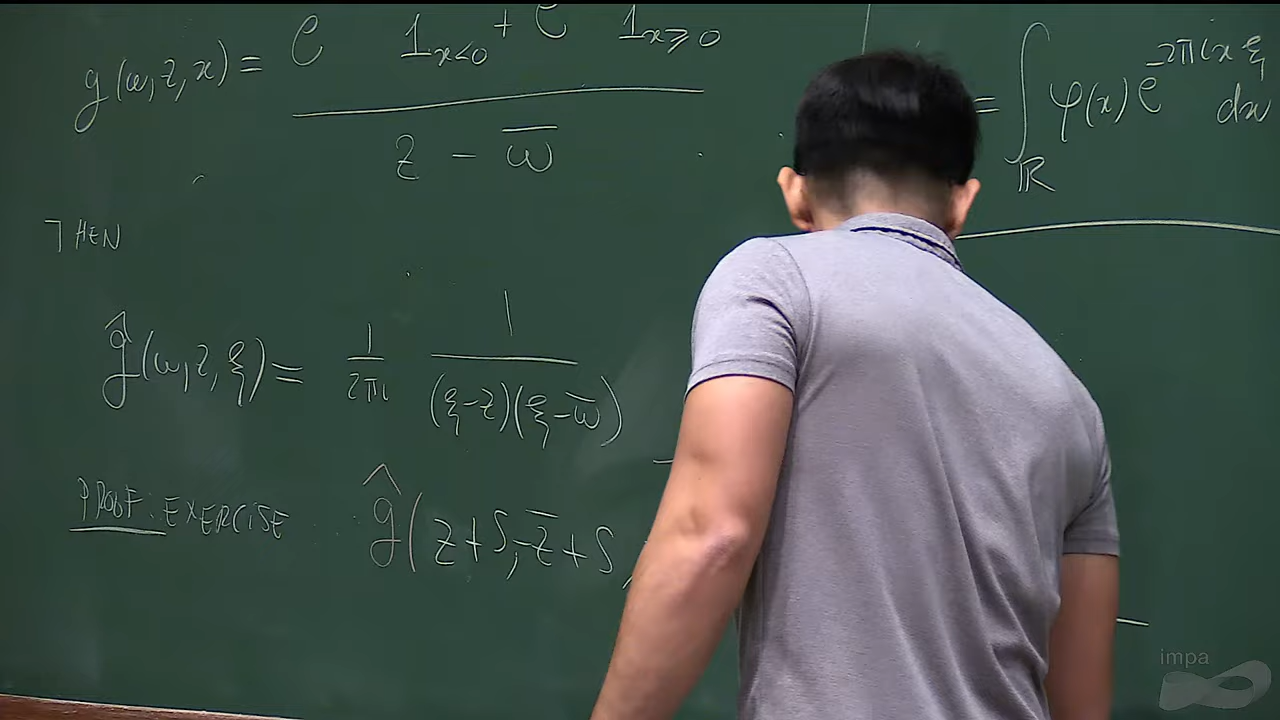 g(ω,z,x) = e 1_{x<0} + e 1_{x≥0}
z − ω̅
= ∫_ℝ φ(x) e^{-2πixξ} dx
THEN
ĝ(ω,z,ξ) = 1/2πi 1/(ξ−z)(ξ−ω̅)
PROOF: EXERCISE ĝ(z+S,−z̅+S,
impa